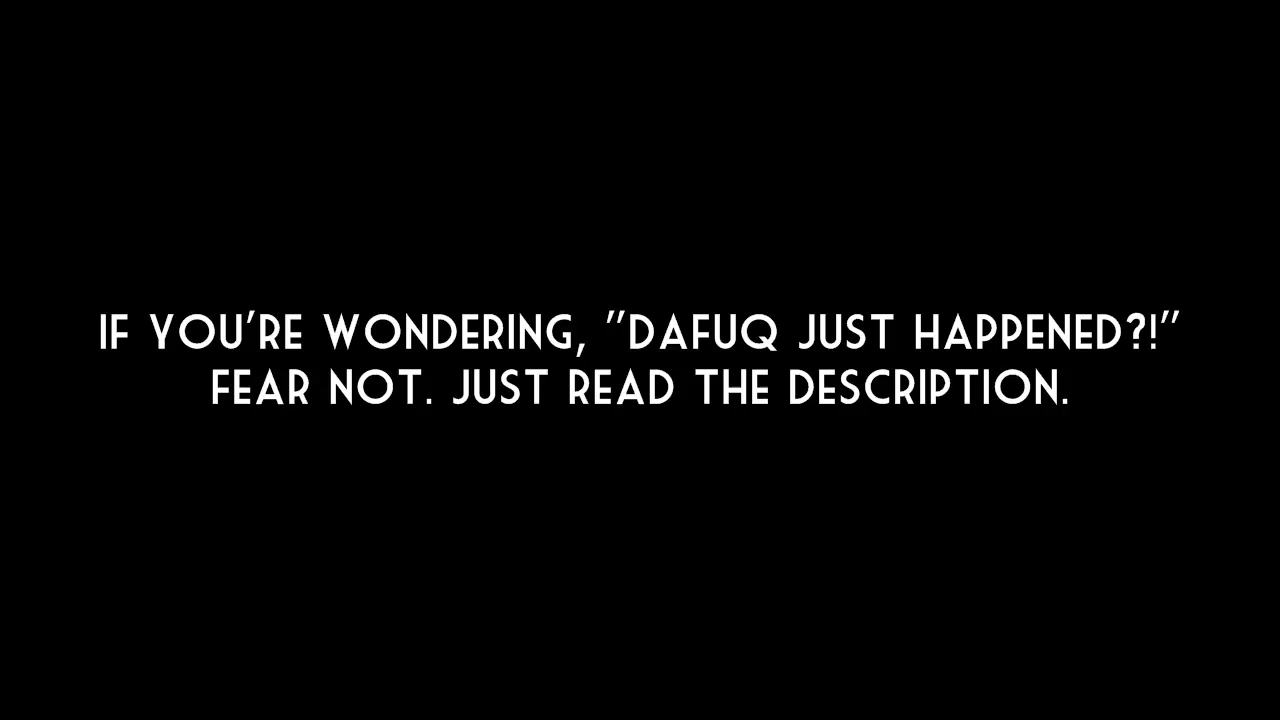 IF YOU'RE WONDERING, "DAFUQ JUST HAPPENED?!"
FEAR NOT. JUST READ THE DESCRIPTION.